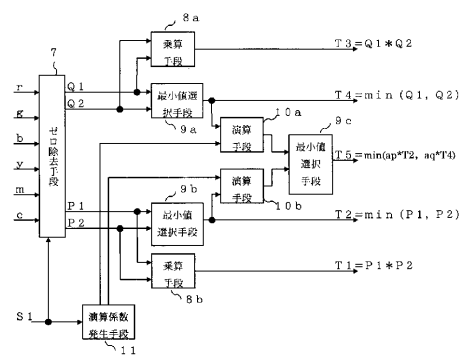 8a
7
乗算
手段
T3=Q1*Q2
r
g
b
y
m
c
ゼロ除去手段
Q1
Q2
最小値選
択手段
9a
T4=min (Q1, Q2)
10a
演算
手段
9c
最小値
選択
手段
T5=min(ap*T2, aq*T4)
演算
手段
10b
9b
P1
P2
最小値
選択手段
T2=min (P1, P2)
乗算
手段
8b
T1=P1*P2
S1
演算係数
発生手段
11